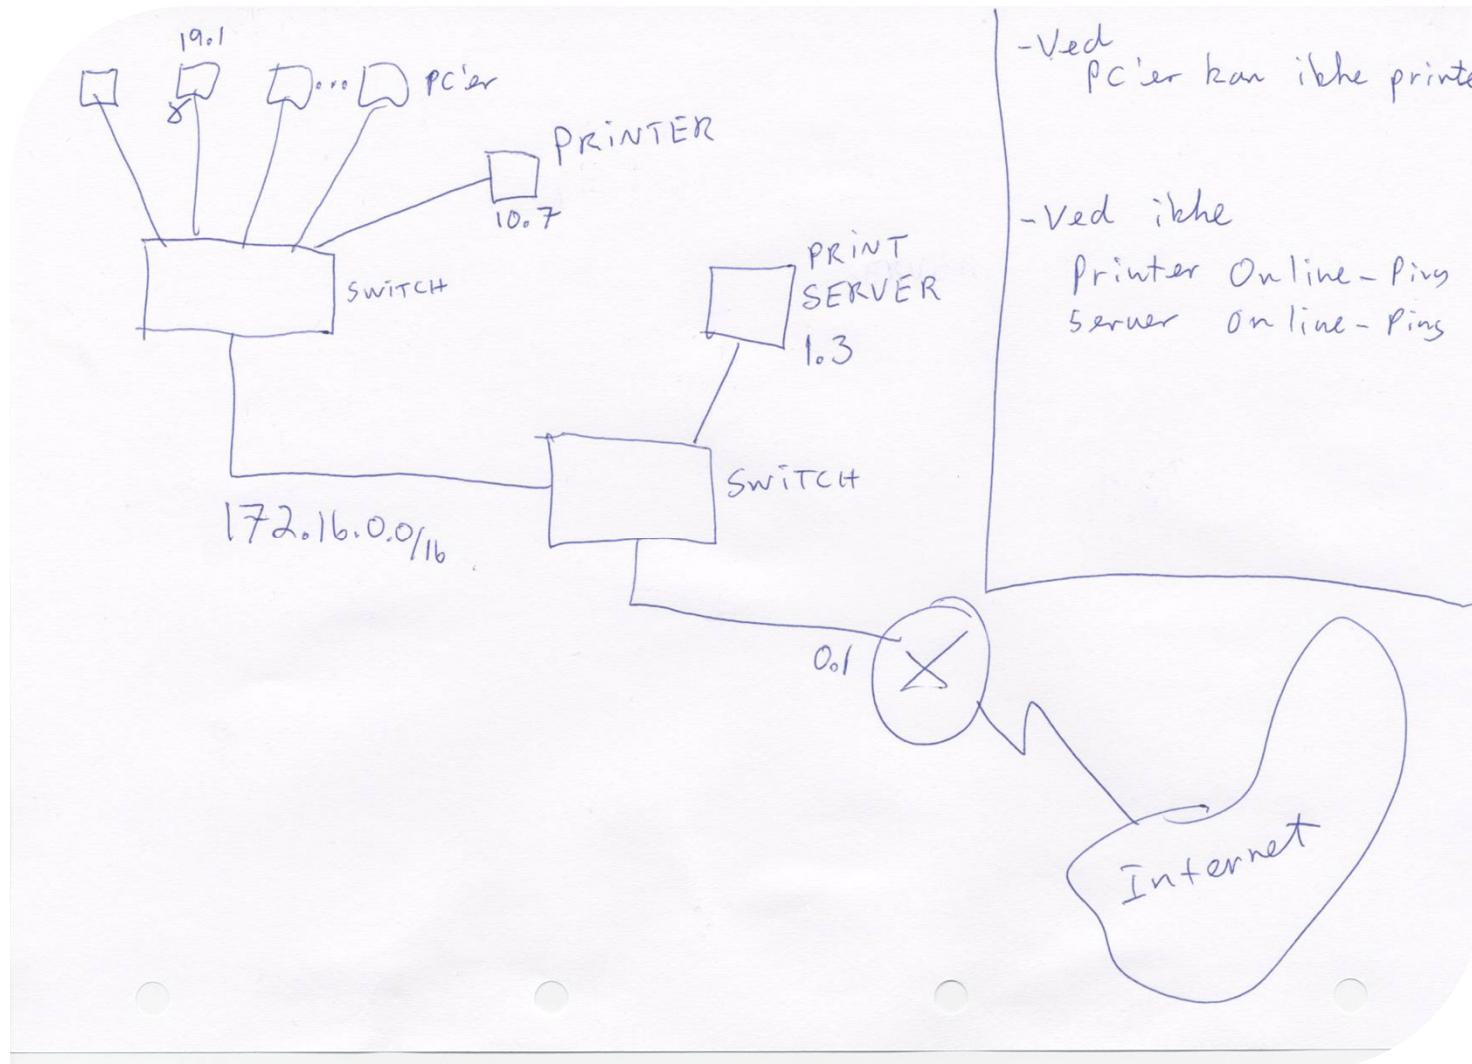 19.1
PC'er
PRINTER
10.7
SWITCH
PRINT
SERVER
1.3
SWITCH
172.16.0.0/16
0.1
Internet
-Ved
PC'er kan ikke printe
-Ved ikke
Printer Online-Ping
Server Online-Ping